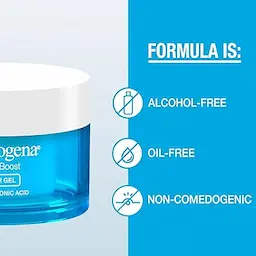 ogena®
Boost
R GEL
ONIC ACID
FORMULA IS:
ALCOHOL-FREE
OIL-FREE
NON-COMEDOGENIC